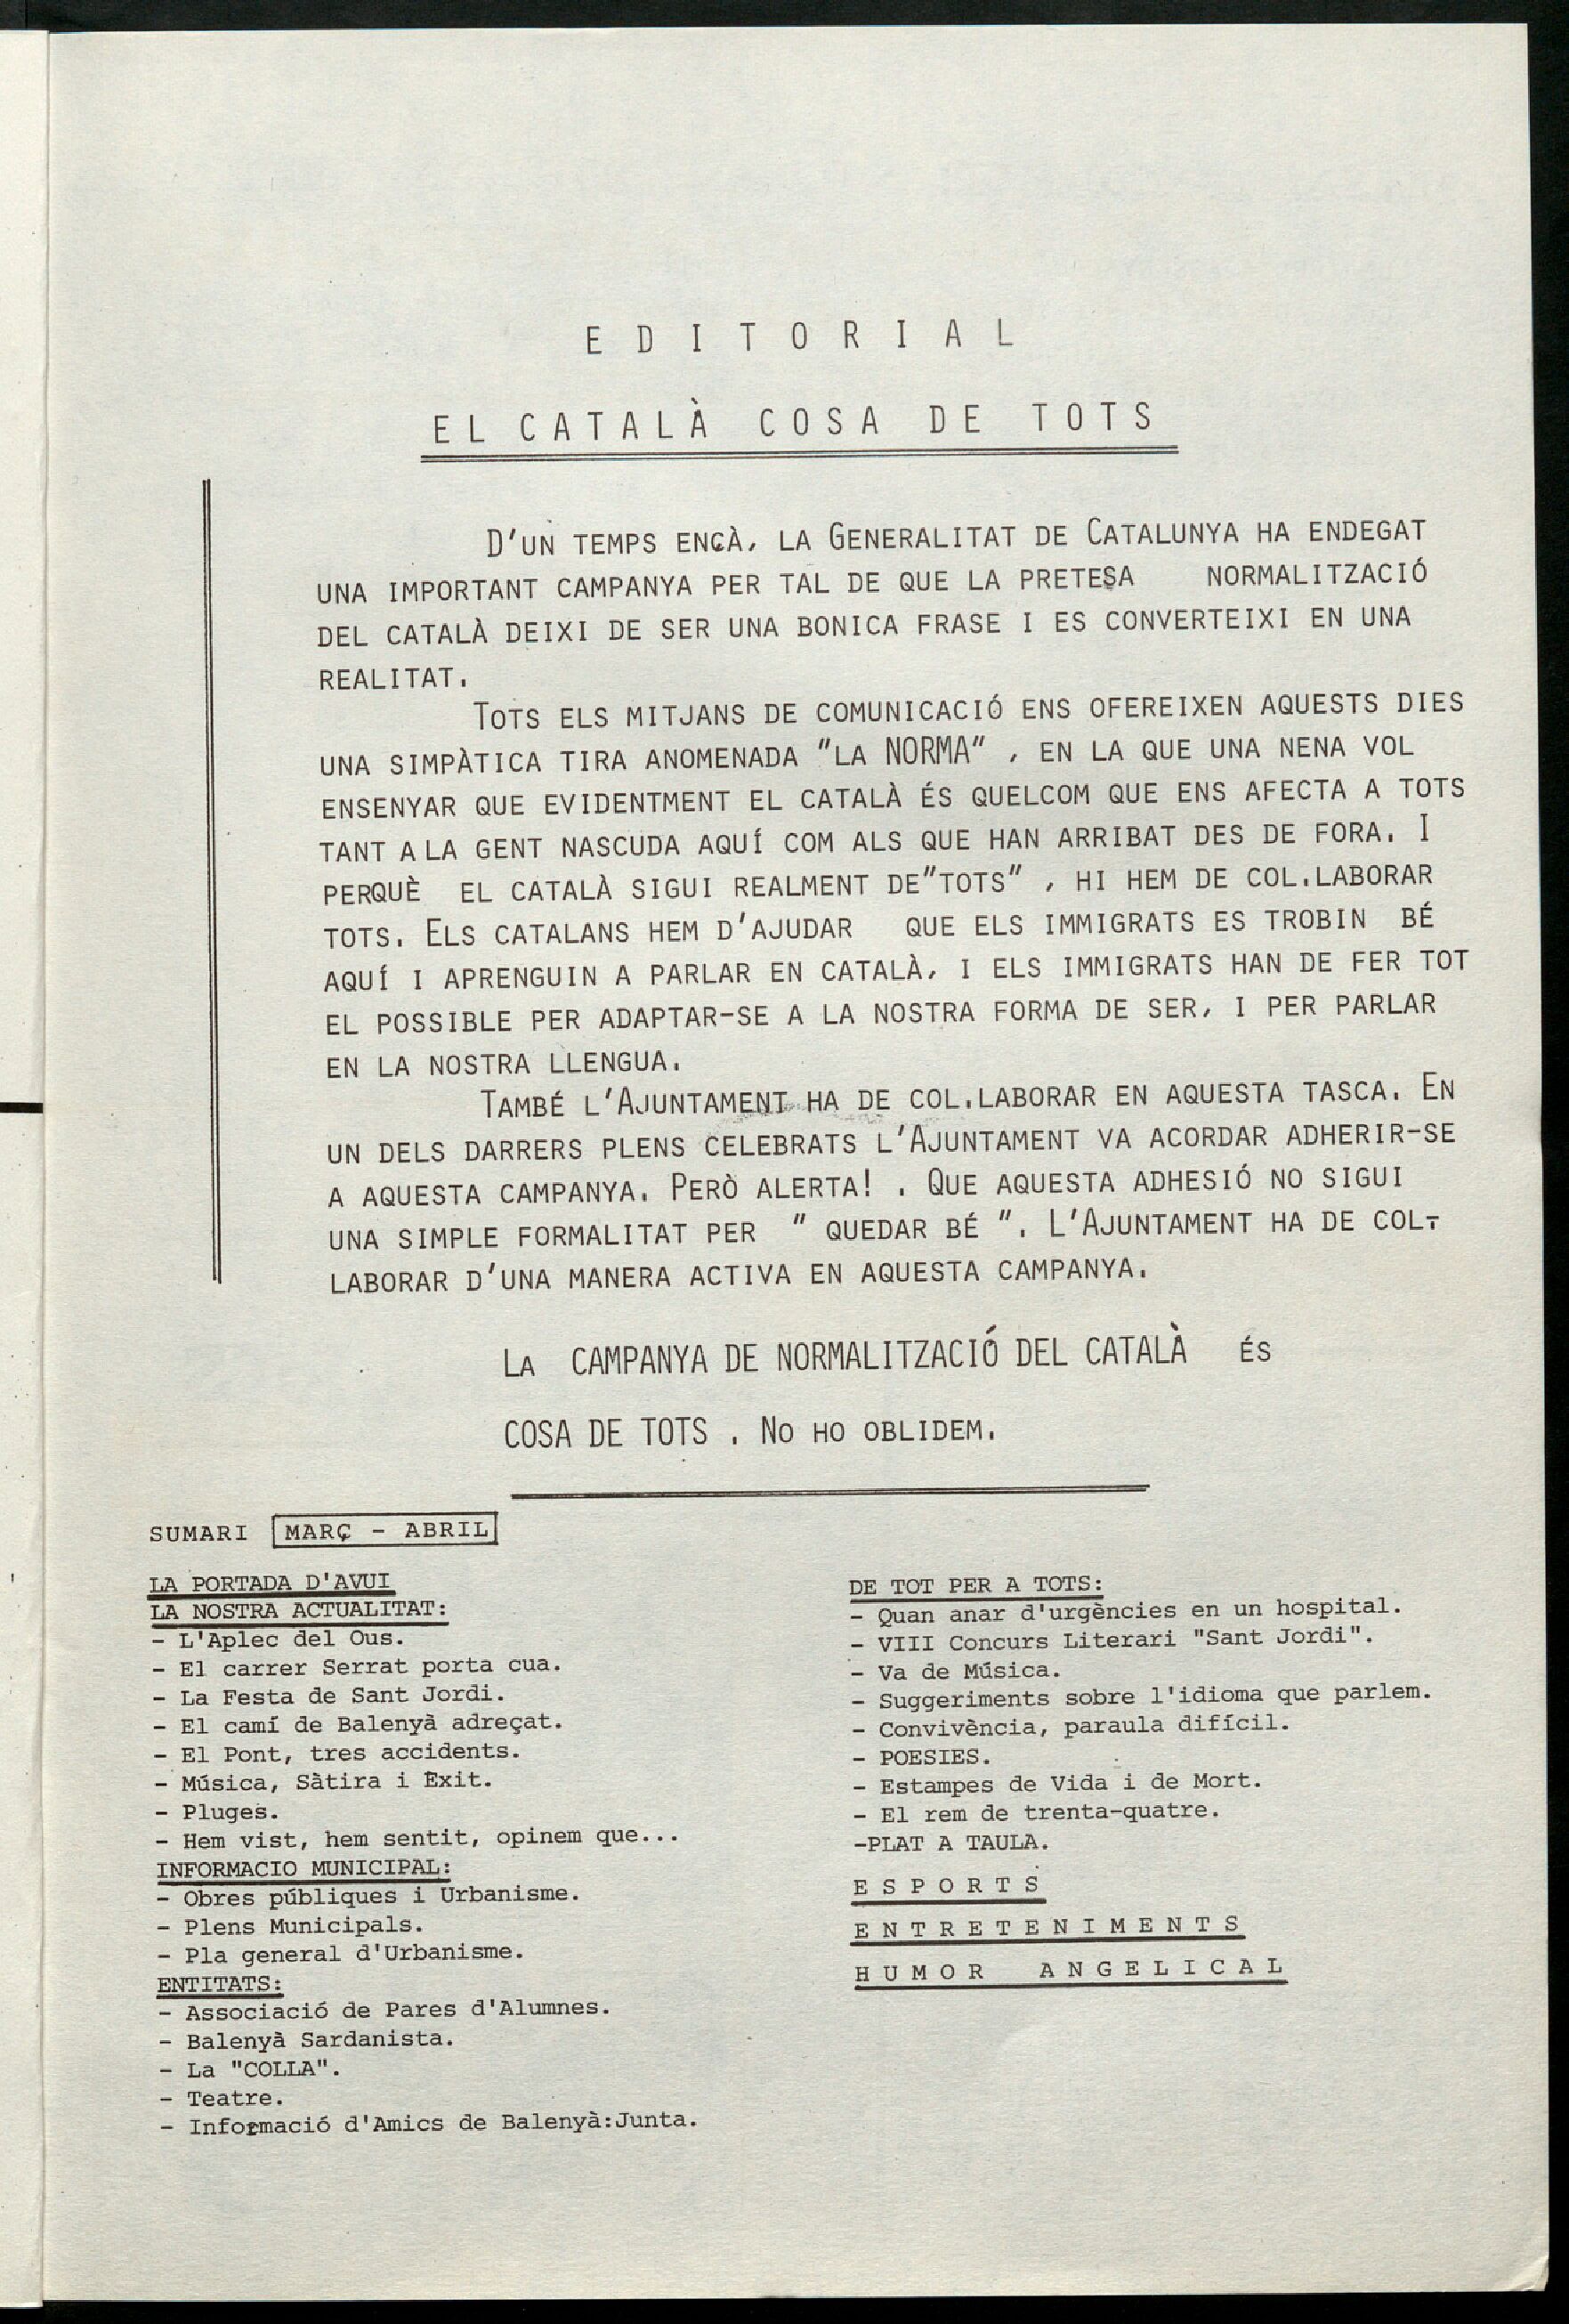 EDITORIAL
EL CATALÀ COSA DE TOTS
D'UN TEMPS ENÇÀ, LA GENERALITAT DE CATALUNYA HA ENDEGAT
UNA IMPORTANT CAMPANYA PER TAL DE QUE LA PRETESA NORMALITZACIÓ
DEL CATALÀ DEIXI DE SER UNA BONICA FRASE I ES CONVERTEIXI EN UNA
REALITAT.
TOTS ELS MITJANS DE COMUNICACIÓ ENS OFEREIXEN AQUESTS DIES
UNA SIMPÀTICA TIRA ANOMENADA "LA NORMA" , EN LA QUE UNA NENA VOL
ENSENYAR QUE EVIDENTMENT EL CATALÀ ÉS QUELCOM QUE ENS AFECTA A TOTS
TANT A LA GENT NASCUDA AQUÍ COM ALS QUE HAN ARRIBAT DES DE FORA. I
PERQUÈ EL CATALÀ SIGUI REALMENT DE"TOTS" , HI HEM DE COL.LABORAR
TOTS. ELS CATALANS HEM D'AJUDAR QUE ELS IMMIGRATS ES TROBIN BÉ
AQUÍ I APRENGUIN A PARLAR EN CATALÀ, I ELS IMMIGRATS HAN DE FER TOT
EL POSSIBLE PER ADAPTAR-SE A LA NOSTRA FORMA DE SER, I PER PARLAR
EN LA NOSTRA LLENGUA.
TAMBÉ L'AJUNTAMENT HA DE COL.LABORAR EN AQUESTA TASCA. EN
UN DELS DARRERS PLENS CELEBRATS L'AJUNTAMENT VA ACORDAR ADHERIR-SE
A AQUESTA CAMPANYA. PERÒ ALERTA! . QUE AQUESTA ADHESIÓ NO SIGUI
UNA SIMPLE FORMALITAT PER " QUEDAR BÉ ". L'AJUNTAMENT HA DE COL.-
LABORAR D'UNA MANERA ACTIVA EN AQUESTA CAMPANYA.
LA CAMPANYA DE NORMALITZACIÓ DEL CATALÀ ÉS
COSA DE TOTS . NO HO OBLIDEM.
SUMARI MARÇ - ABRIL
LA PORTADA D'AVUI
LA NOSTRA ACTUALITAT:
- L'Aplec del Ous.
- El carrer Serrat porta cua.
- La Festa de Sant Jordi.
- El camí de Balenyà adreçat.
- El Pont, tres accidents.
- Música, Sàtira i Exit.
- Pluges.
- Hem vist, hem sentit, opinem que...
INFORMACIO MUNICIPAL:
- Obres públiques i Urbanisme.
- Plens Municipals.
- Pla general d'Urbanisme.
ENTITATS:
- Associació de Pares d'Alumnes.
- Balenyà Sardanista.
- La "COLLA".
- Teatre.
- Informació d'Amics de Balenyà:Junta.
DE TOT PER A TOTS:
- Quan anar d'urgències en un hospital.
- VIII Concurs Literari "Sant Jordi".
- Va de Música.
- Suggeriments sobre l'idioma que parlem.
- Convivència, paraula difícil.
- POESIES.
- Estampes de Vida i de Mort.
- El rem de trenta-quatre.
-PLAT A TAULA.
ESPORTS
ENTRETENIMENTS
HUMOR ANGELICAL